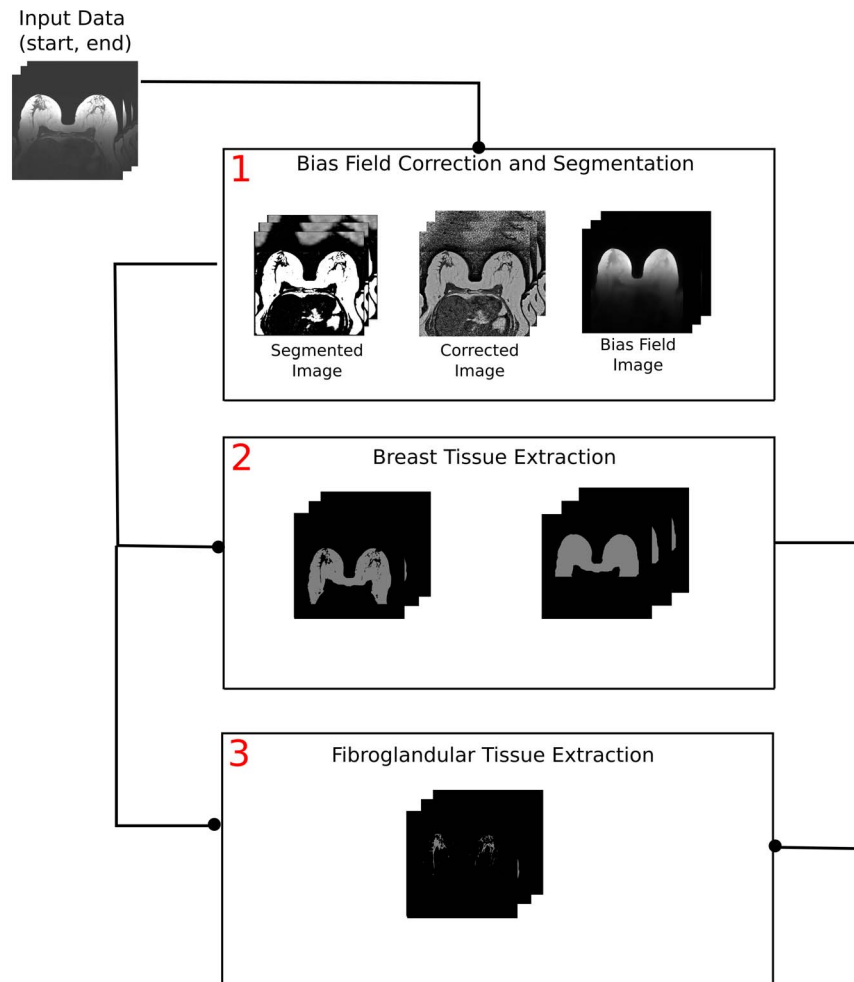 Input Data
(start, end)
1 Bias Field Correction and Segmentation
Segmented
Image
Corrected
Image
Bias Field
Image
2 Breast Tissue Extraction
3 Fibroglandular Tissue Extraction